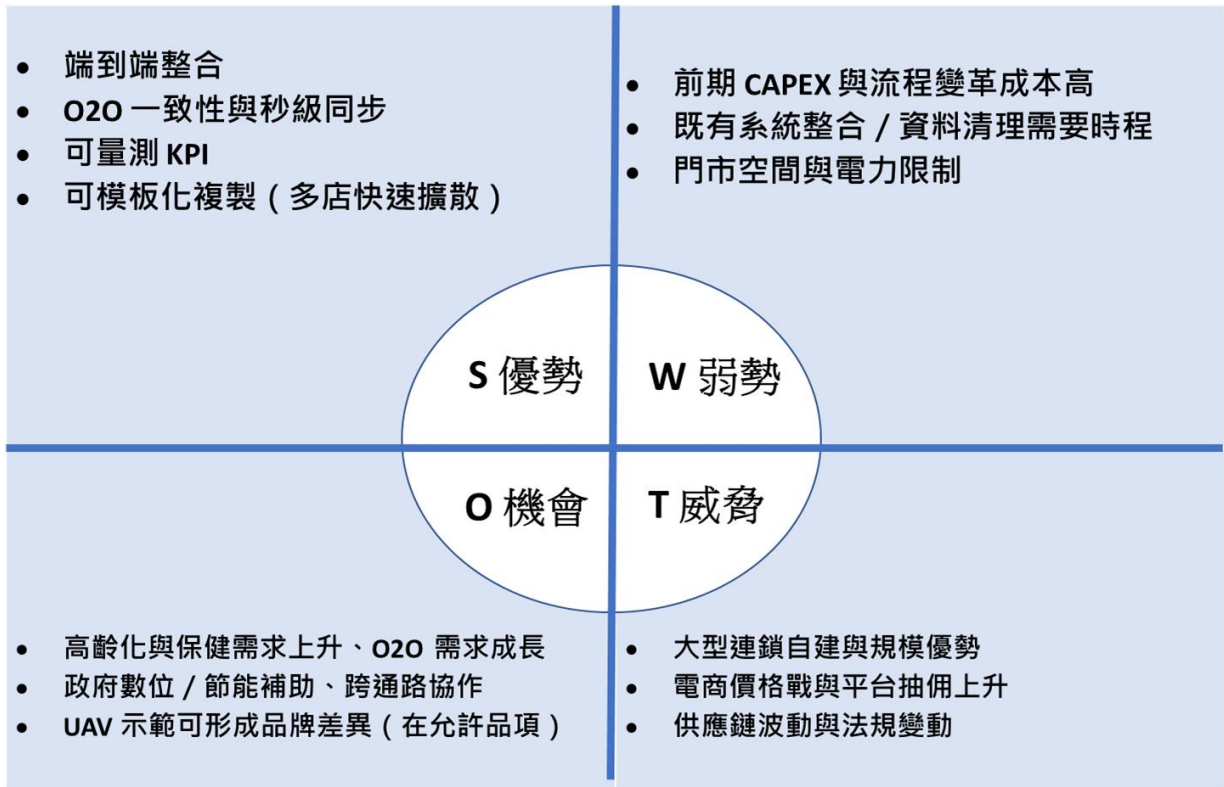 • 端到端整合
• O2O 一致性與秒級同步
• 可量測 KPI
• 可模板化複製（多店快速擴散）
• 前期 CAPEX 與流程變革成本高
• 既有系統整合 / 資料清理需要時程
• 門市空間與電力限制
S 優勢
W 弱勢
O 機會
T 威脅
• 高齡化與保健需求上升、O2O 需求成長
• 政府數位 / 節能補助、跨通路協作
• UAV 示範可形成品牌差異（在允許品項）
• 大型連鎖自建與規模優勢
• 電商價格戰與平台抽佣上升
• 供應鏈波動與法規變動